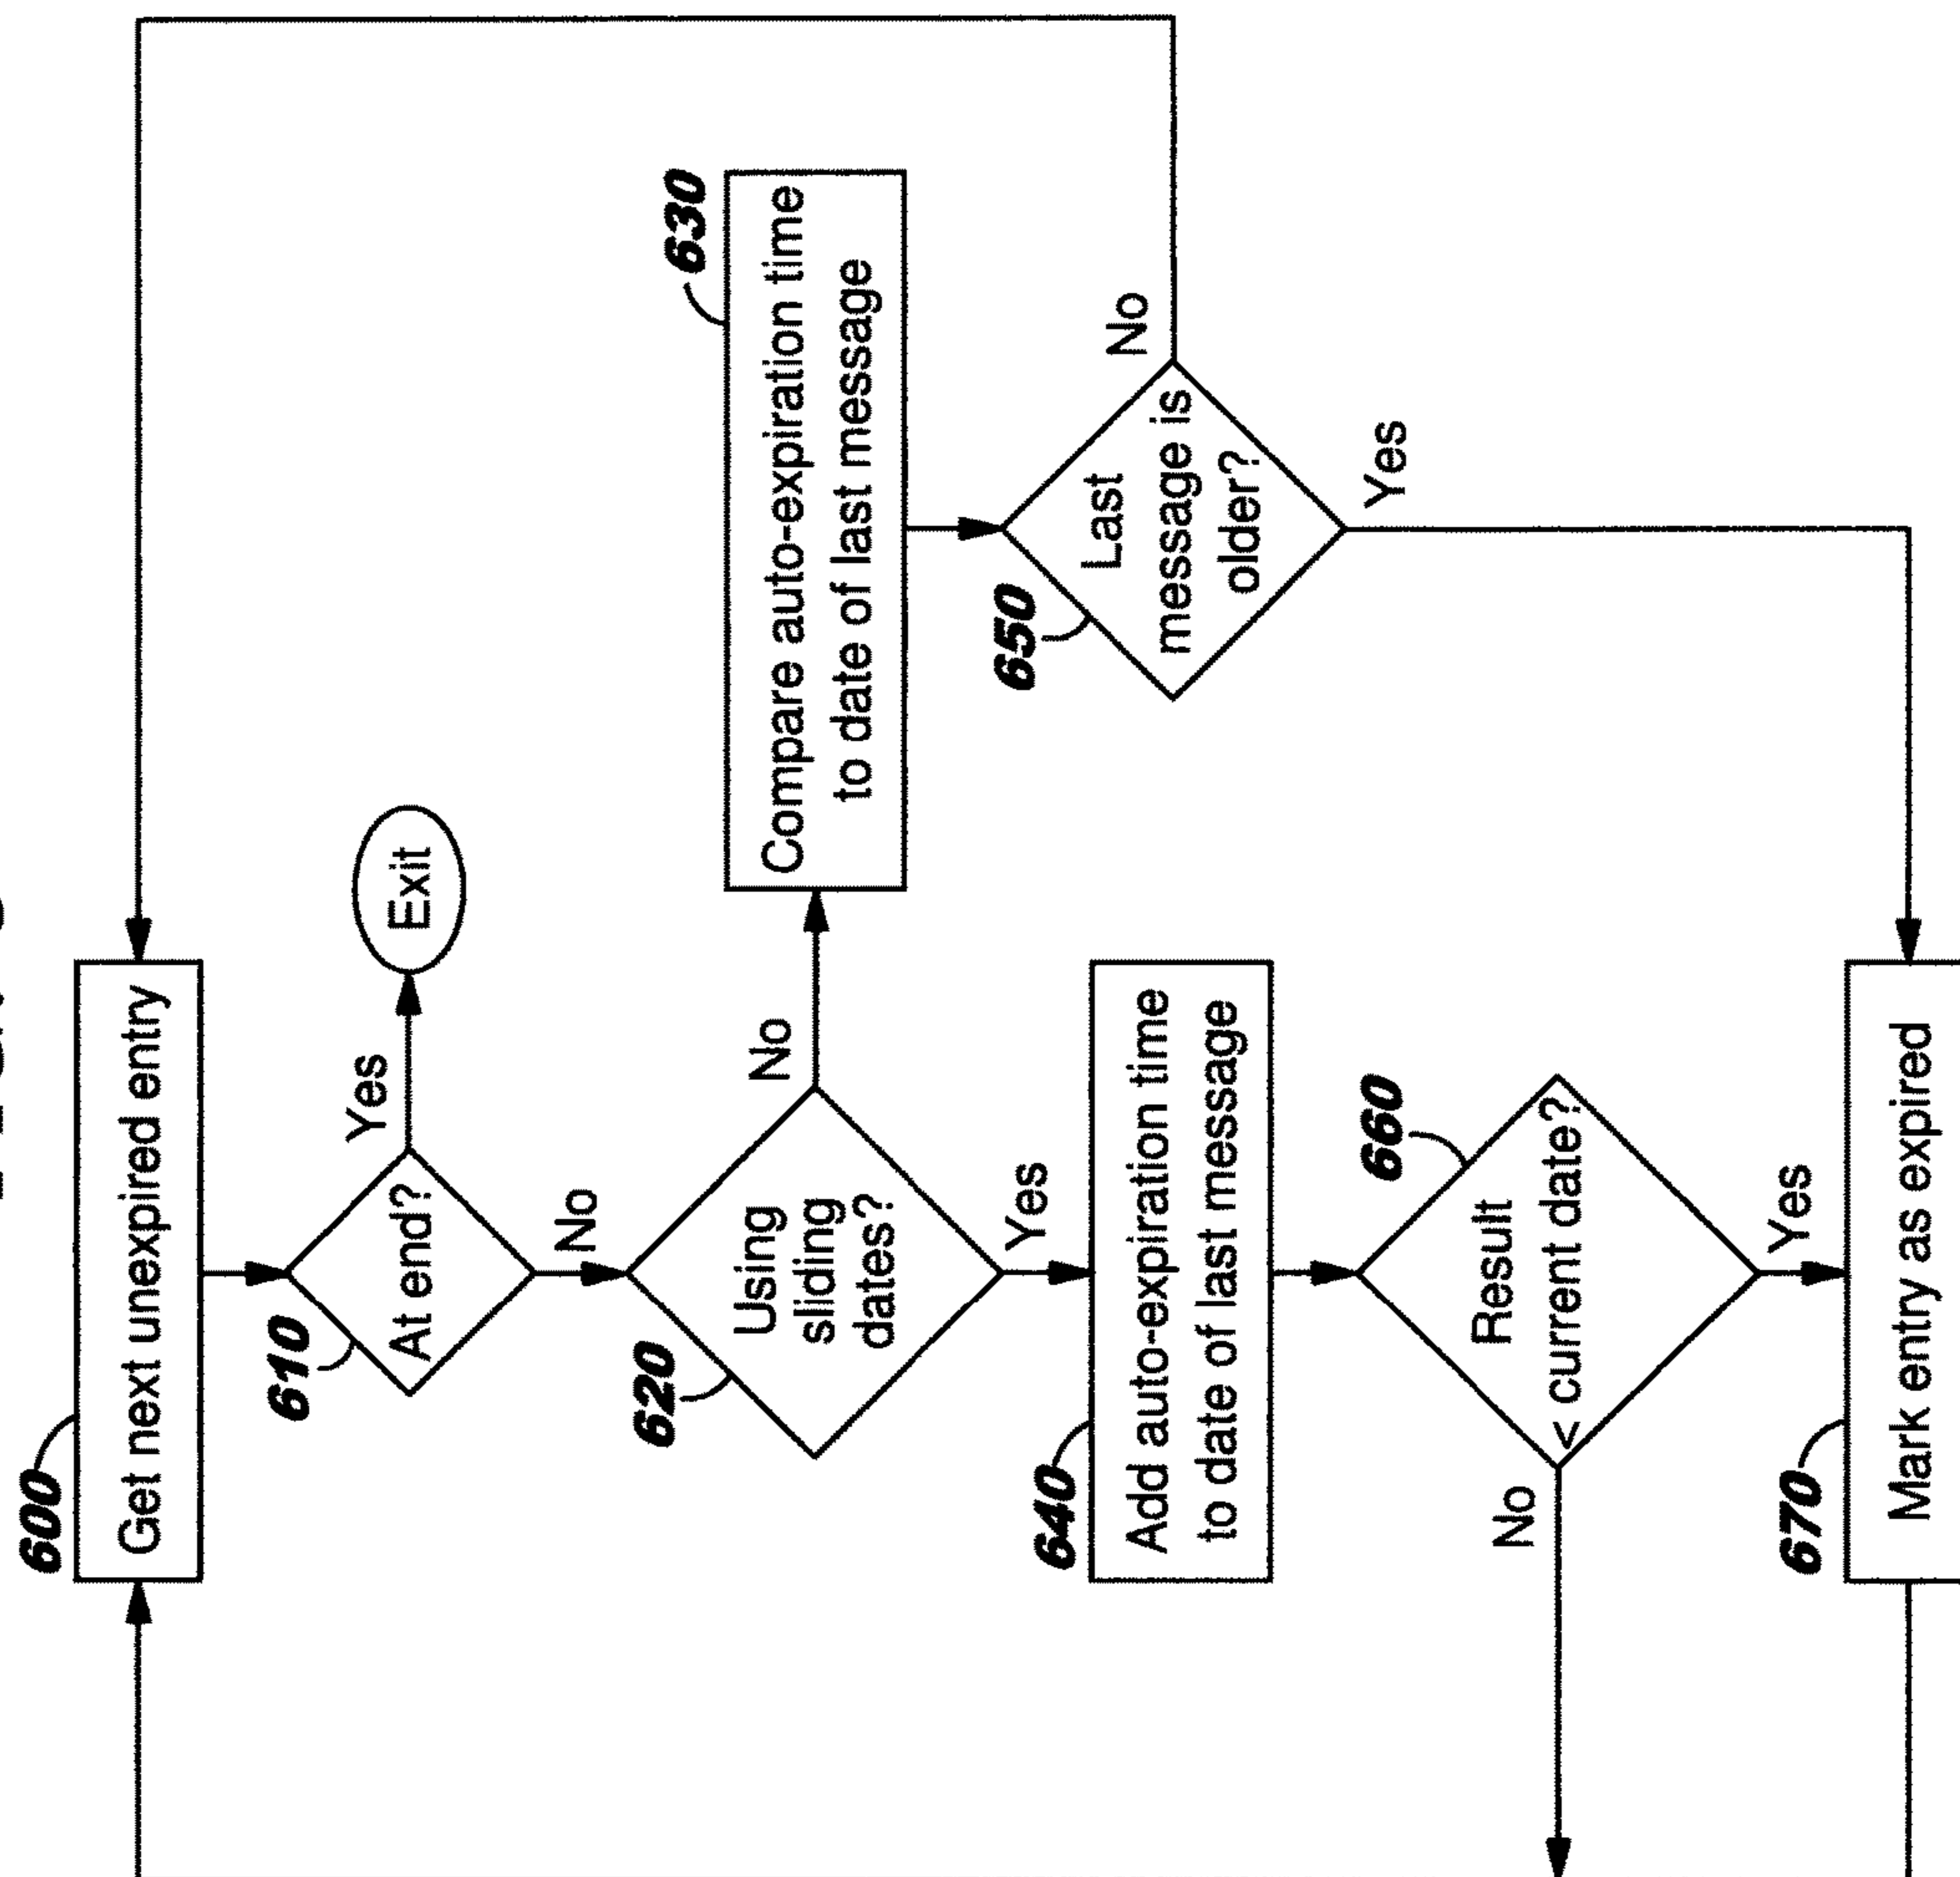 600
Get next unexpired entry
610
At end?
Yes
Exit
No
620
Using
sliding
dates?
No
630
Compare auto-expiration time
to date of last message
Yes
640
Add auto-expiration time
to date of last message
650
Last
message is
older?
No
Yes
660
Result
< current date?
No
Yes
670
Mark entry as expired